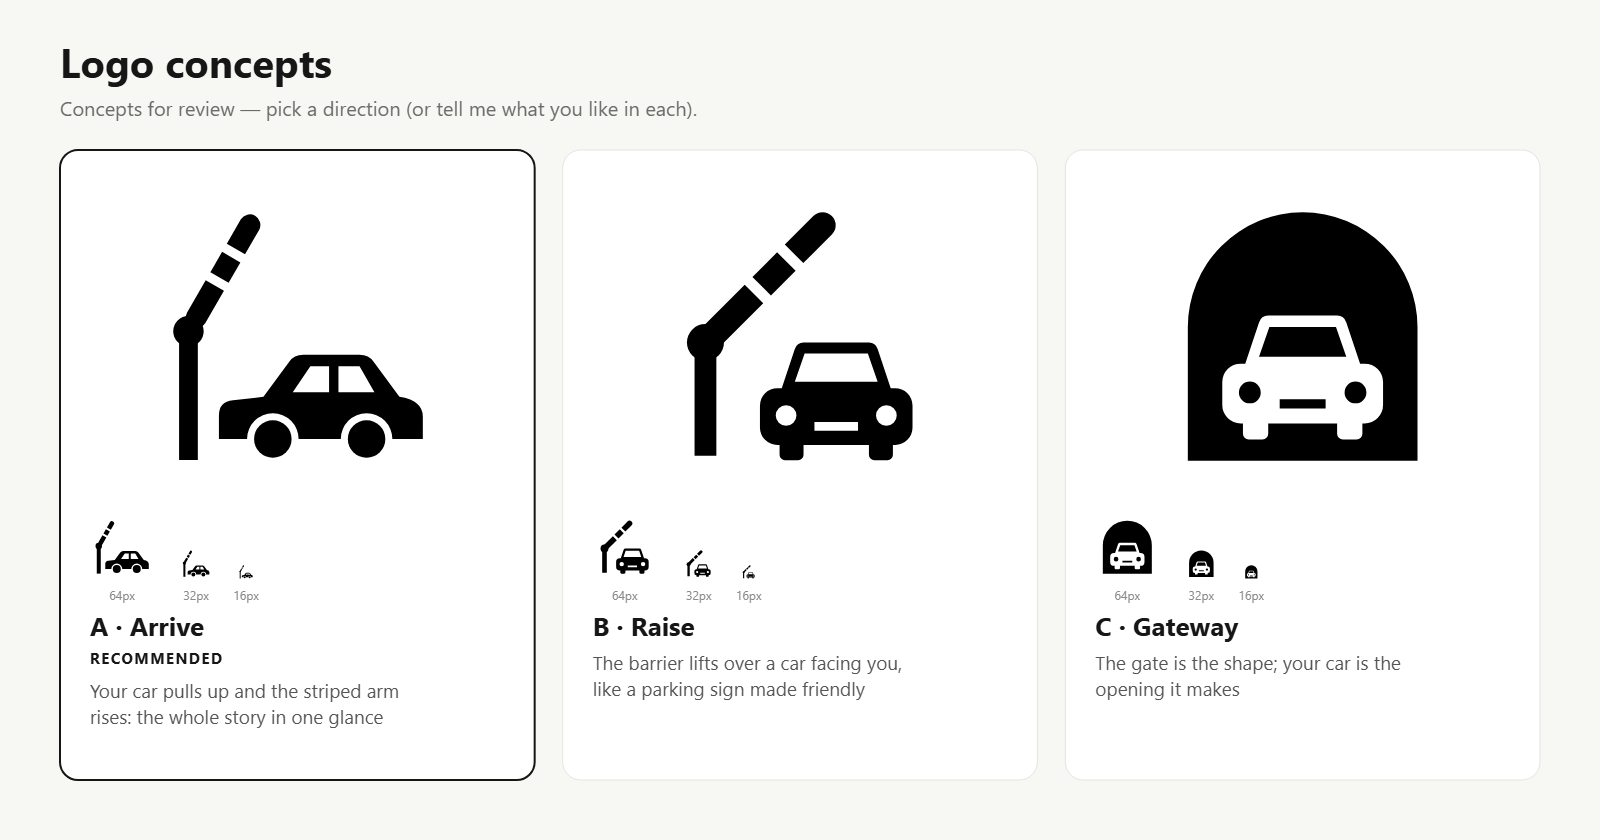 Logo concepts
Concepts for review — pick a direction (or tell me what you like in each).
64px 32px 16px
A · Arrive
RECOMMENDED
Your car pulls up and the striped arm
rises: the whole story in one glance
64px 32px 16px
B · Raise
The barrier lifts over a car facing you,
like a parking sign made friendly
64px 32px 16px
C · Gateway
The gate is the shape; your car is the
opening it makes